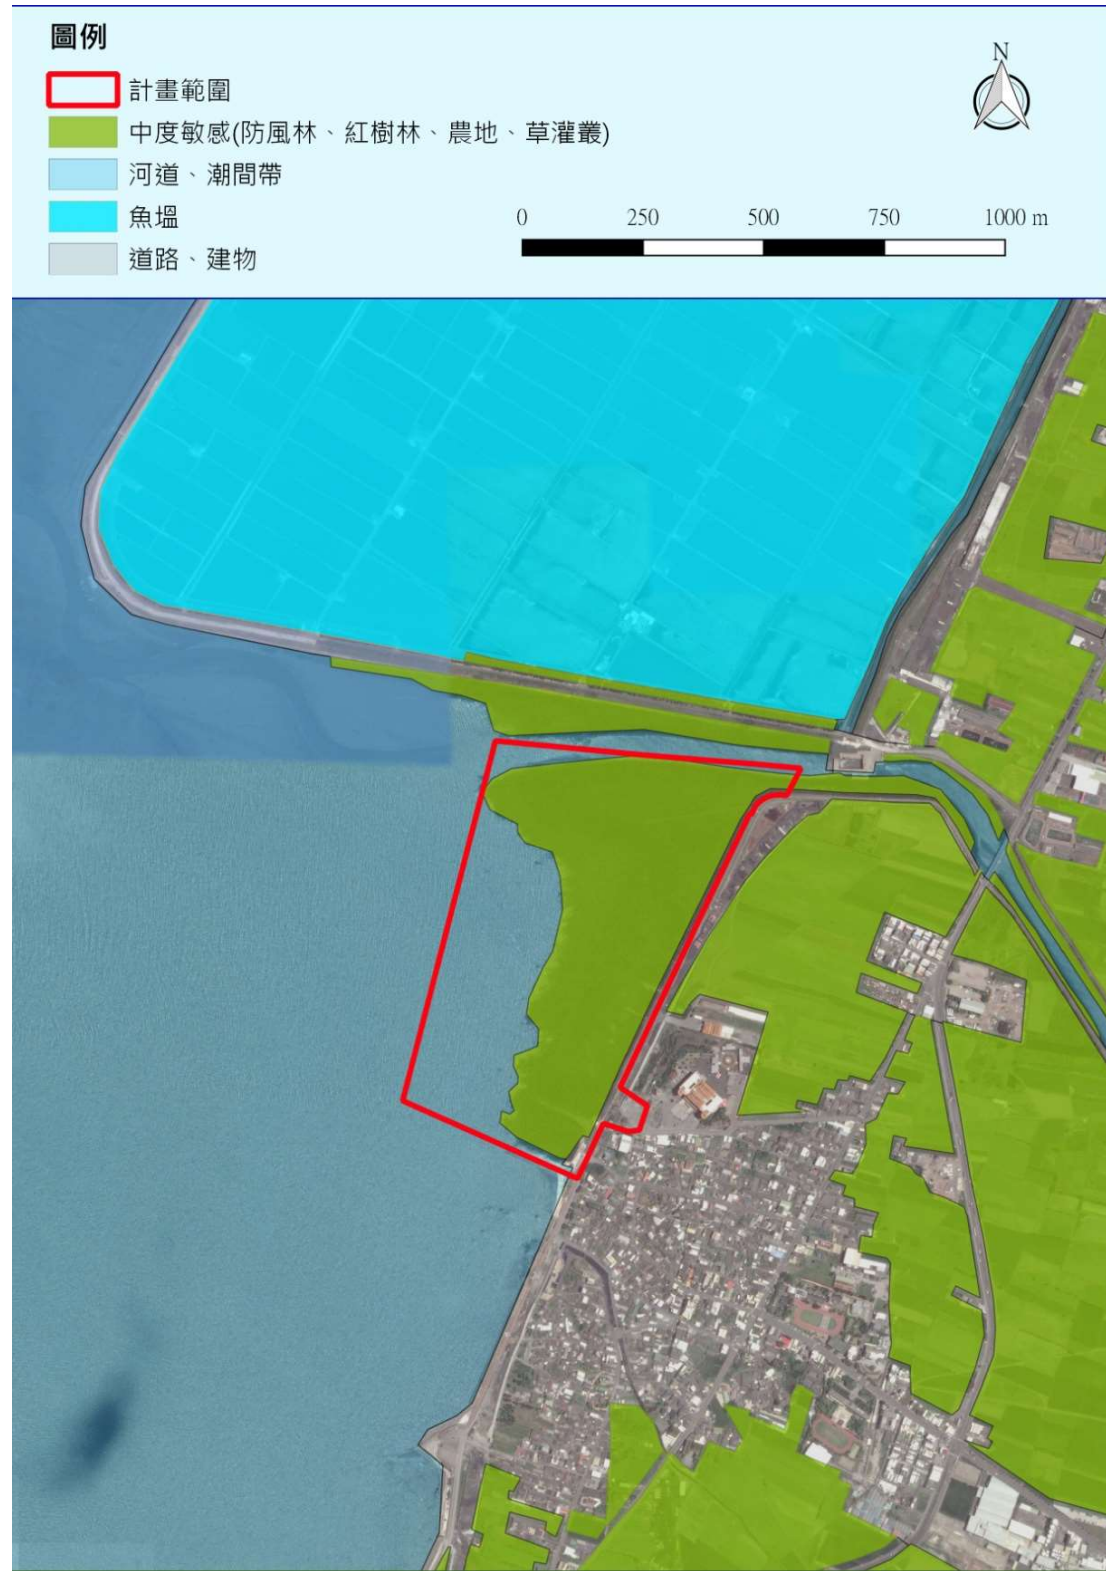 圖例
N
計畫範圍
中度敏感(防風林、紅樹林、農地、草灌叢)
河道、潮間帶
魚塭
0 250 500 750 1000 m
道路、建物